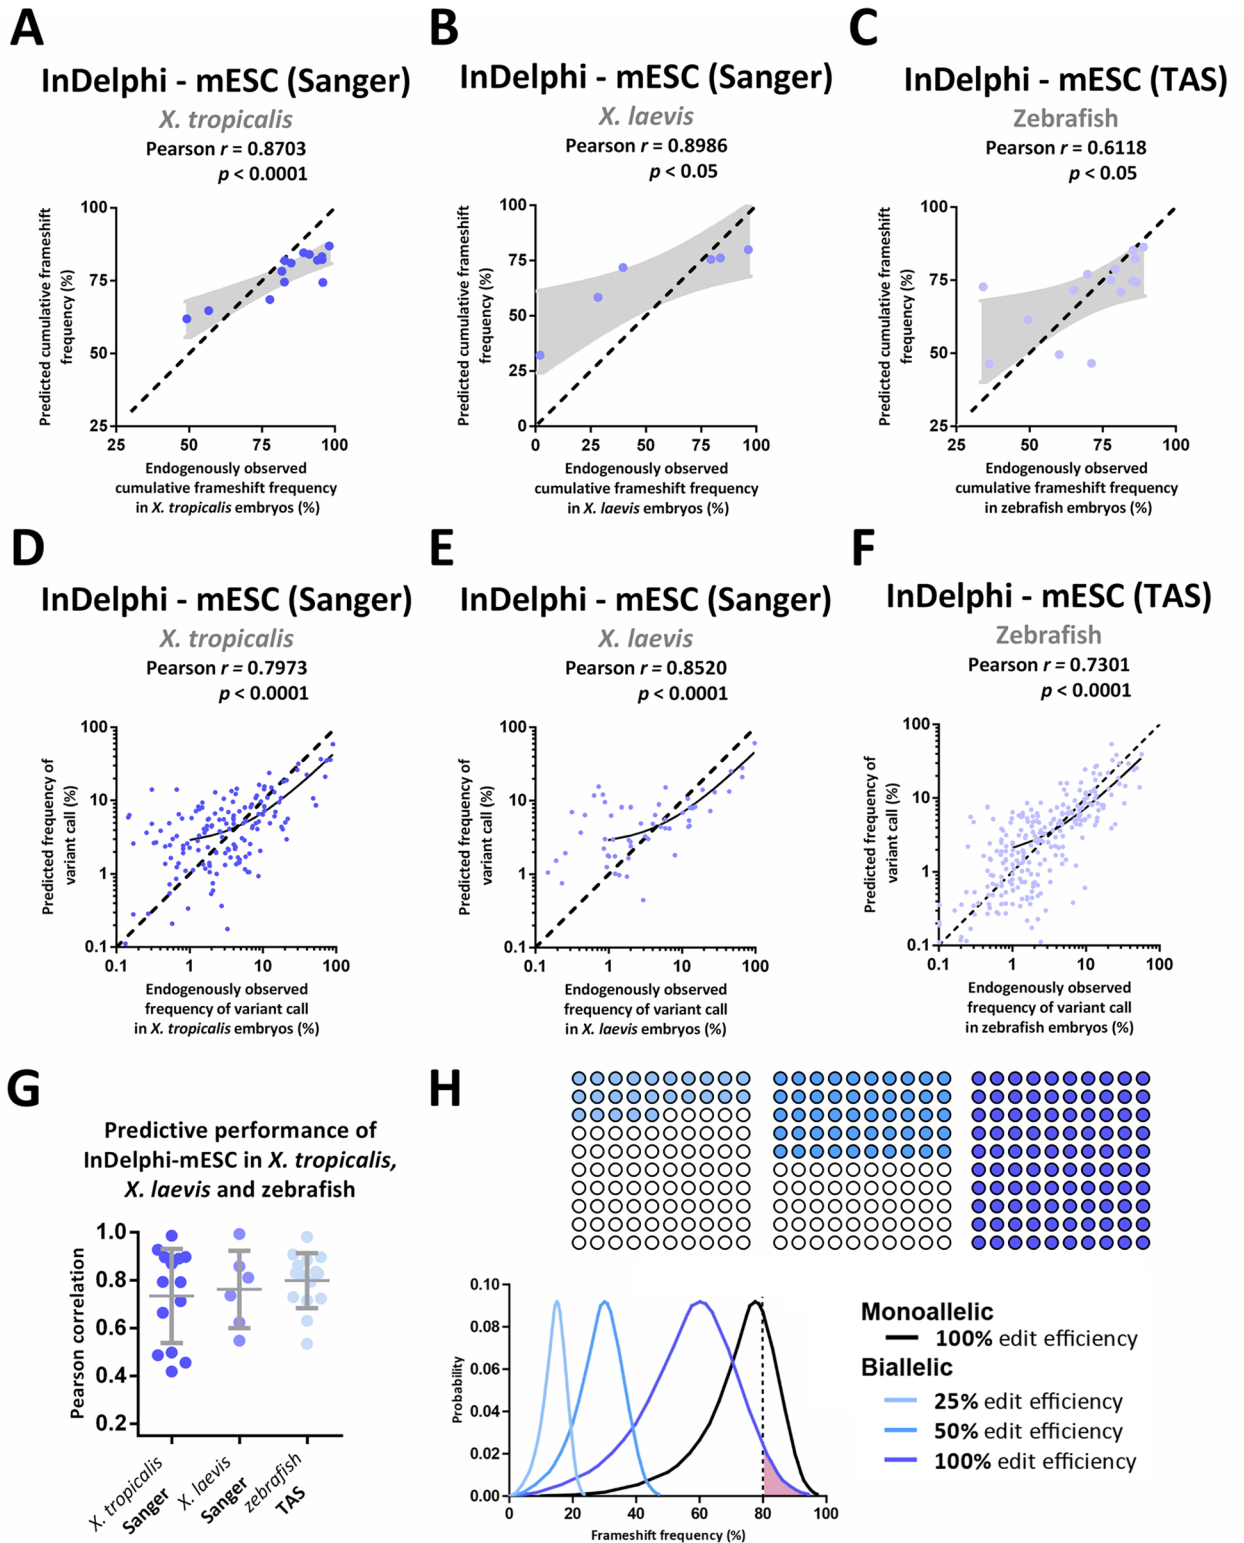 A
InDelphi - mESC (Sanger)
X. tropicalis
Pearson r = 0.8703
p < 0.0001
Predicted cumulative frameshift
frequency (%)
100
75
50
25
25
50
75
100
Endogenously observed
cumulative frameshift frequency
in X. tropicalis embryos (%)
B
InDelphi - mESC (Sanger)
X. laevis
Pearson r = 0.8986
p < 0.05
Predicted cumulative frameshift
frequency (%)
100
75
50
25
0
0
25
50
75
100
Endogenously observed
cumulative frameshift frequency
in X. laevis embryos (%)
C
InDelphi - mESC (TAS)
Zebrafish
Pearson r = 0.6118
p < 0.05
Predicted cumulative frameshift
frequency (%)
100
75
50
25
25
50
75
100
Endogenously observed
cumulative frameshift frequency
in zebrafish embryos (%)
D
InDelphi - mESC (Sanger)
X. tropicalis
Pearson r = 0.7973
p < 0.0001
Predicted frequency of
variant call (%)
100
10
1
0.1
0.1
1
10
100
Endogenously observed
frequency of variant call
in X. tropicalis embryos (%)
E
InDelphi - mESC (Sanger)
X. laevis
Pearson r = 0.8520
p < 0.0001
Predicted frequency of
variant call (%)
100
10
1
0.1
0.1
1
10
100
Endogenously observed
frequency of variant call
in X. laevis embryos (%)
F
InDelphi - mESC (TAS)
Zebrafish
Pearson r = 0.7301
p < 0.0001
Predicted frequency of
variant call (%)
100
10
1
0.1
0.1
1
10
100
Endogenously observed
frequency of variant call
in zebrafish embryos (%)
G
Predictive performance of
InDelphi-mESC in X. tropicalis,
X. laevis and zebrafish
Pearson correlation
1.0
0.8
0.6
0.4
0.2
X. tropicalis
Sanger
X. laevis
Sanger
zebrafish
TAS
H
Probability
0.10
0.08
0.06
0.04
0.02
0.00
0
20
40
60
80
100
Frameshift frequency (%)
Monoallelic
100% edit efficiency
Biallelic
25% edit efficiency
50% edit efficiency
100% edit efficiency